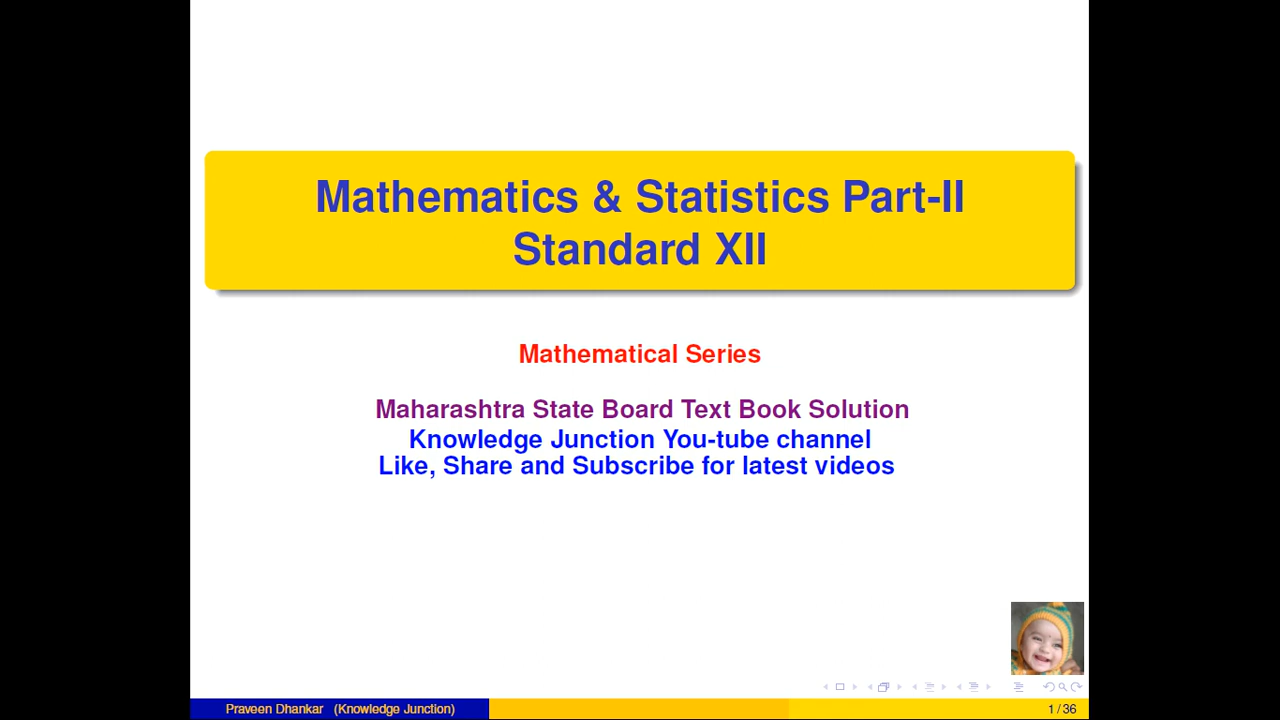 Mathematics & Statistics Part-II
Standard XII
Mathematical Series
Maharashtra State Board Text Book Solution
Knowledge Junction You-tube channel
Like, Share and Subscribe for latest videos
Praveen Dhankar (Knowledge Junction)
1 / 36